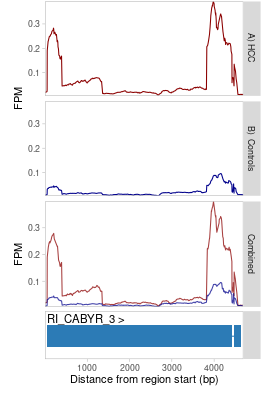 0.3
0.2
0.1
FPM
A) HCC
0.3
0.2
0.1
B) Controls
0.3
0.2
0.1
FPM
Combined
RI_CABYR_3 >
1000 2000 3000 4000
Distance from region start (bp)